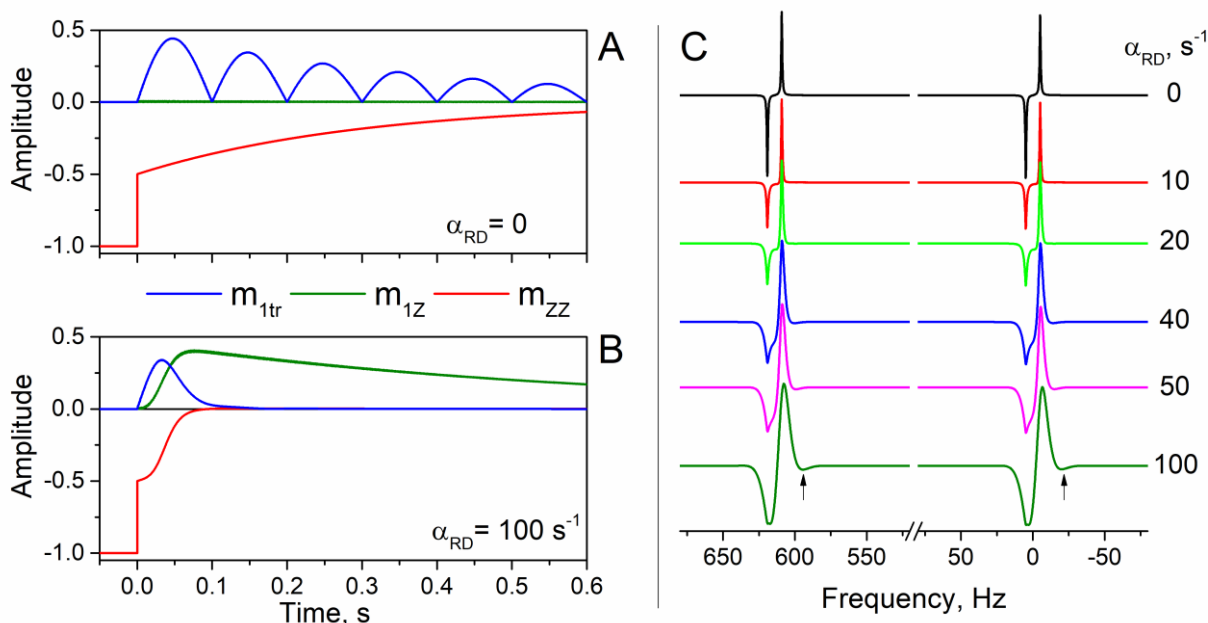 A
Amplitude
0.5
0.0
-0.5
-1.0
α_RD = 0
m_1tr m_1Z m_ZZ
B
Amplitude
0.5
0.0
-0.5
-1.0
α_RD = 100 s⁻¹
0.0 0.1 0.2 0.3 0.4 0.5 0.6
Time, s
C
α_RD, s⁻¹
0
10
20
40
50
100
650 600 550 50 0 -50
Frequency, Hz